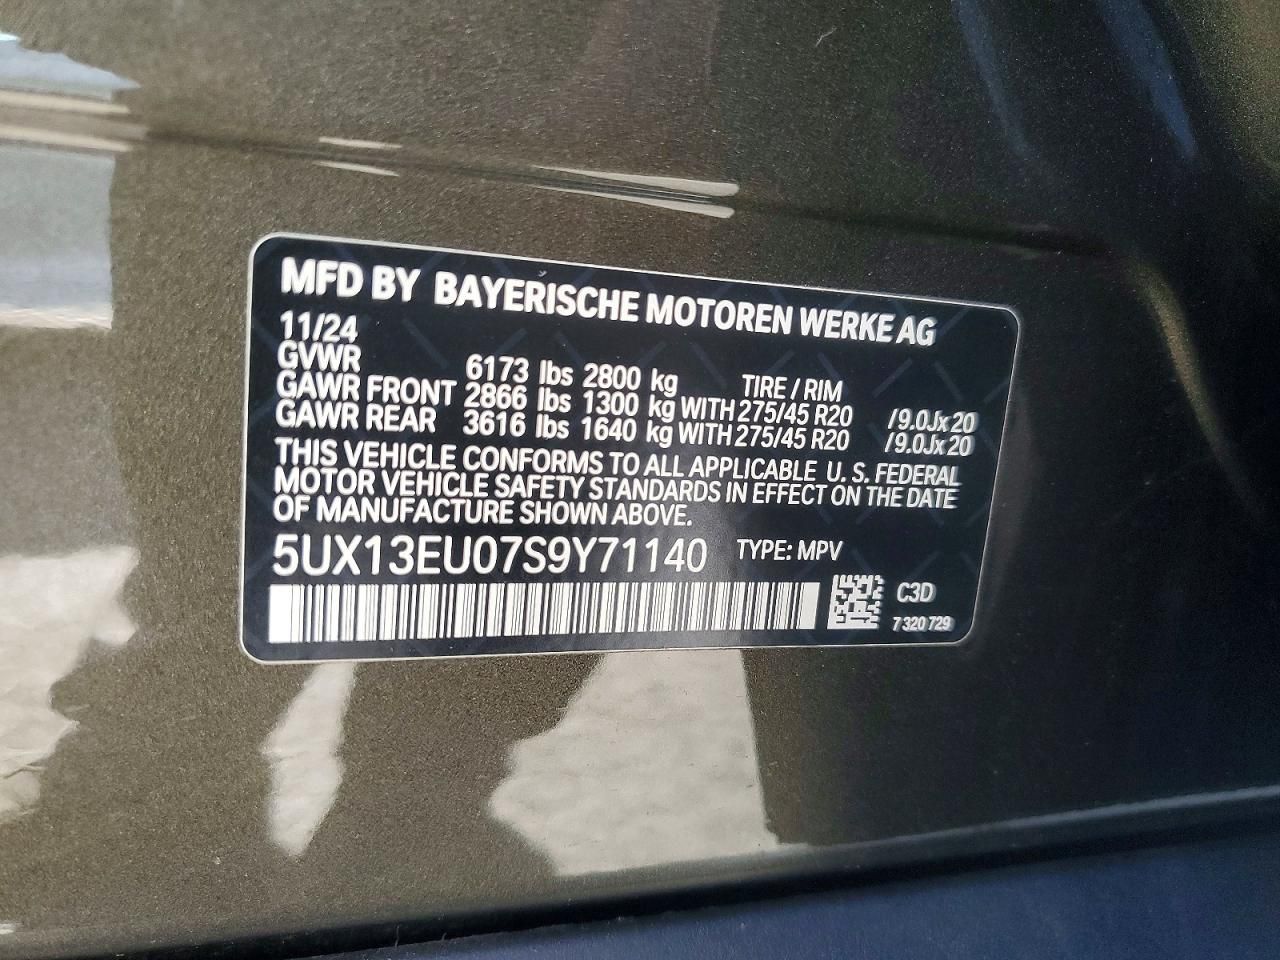 MFD BY BAYERISCHE MOTOREN WERKE AG
11/24
GVWR 6173 lbs 2800 kg TIRE / RIM
GAWR FRONT 2866 lbs 1300 kg WITH 275/45 R20 /9.0Jx20
GAWR REAR 3616 lbs 1640 kg WITH 275/45 R20 /9.0Jx20
THIS VEHICLE CONFORMS TO ALL APPLICABLE U. S. FEDERAL
MOTOR VEHICLE SAFETY STANDARDS IN EFFECT ON THE DATE
OF MANUFACTURE SHOWN ABOVE.
5UX13EU07S9Y71140 TYPE: MPV
C3D
7 320 729